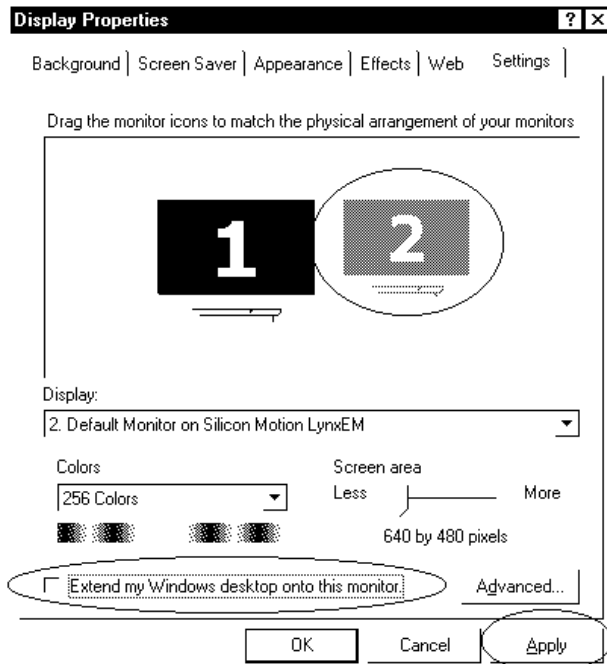 Display Properties ? ×
Background Screen Saver Appearance Effects Web Settings
Drag the monitor icons to match the physical arrangement of your monitors
1 2
Display:
2. Default Monitor on Silicon Motion LynxEM
Colors Screen area
256 Colors Less More
640 by 480 pixels
Extend my Windows desktop onto this monitor. Advanced...
OK Cancel Apply